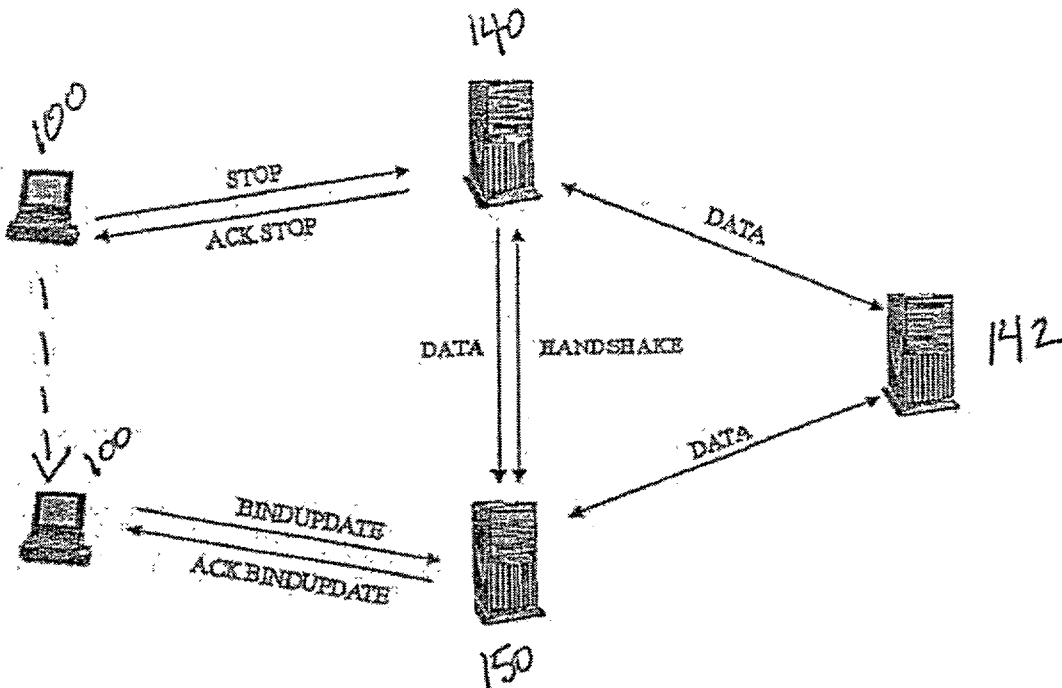 140
100
STOP
ACK STOP
DATA
DATA
HANDSHAKE
142
100
DATA
BINDUPDATE
ACK BINDUPDATE
150